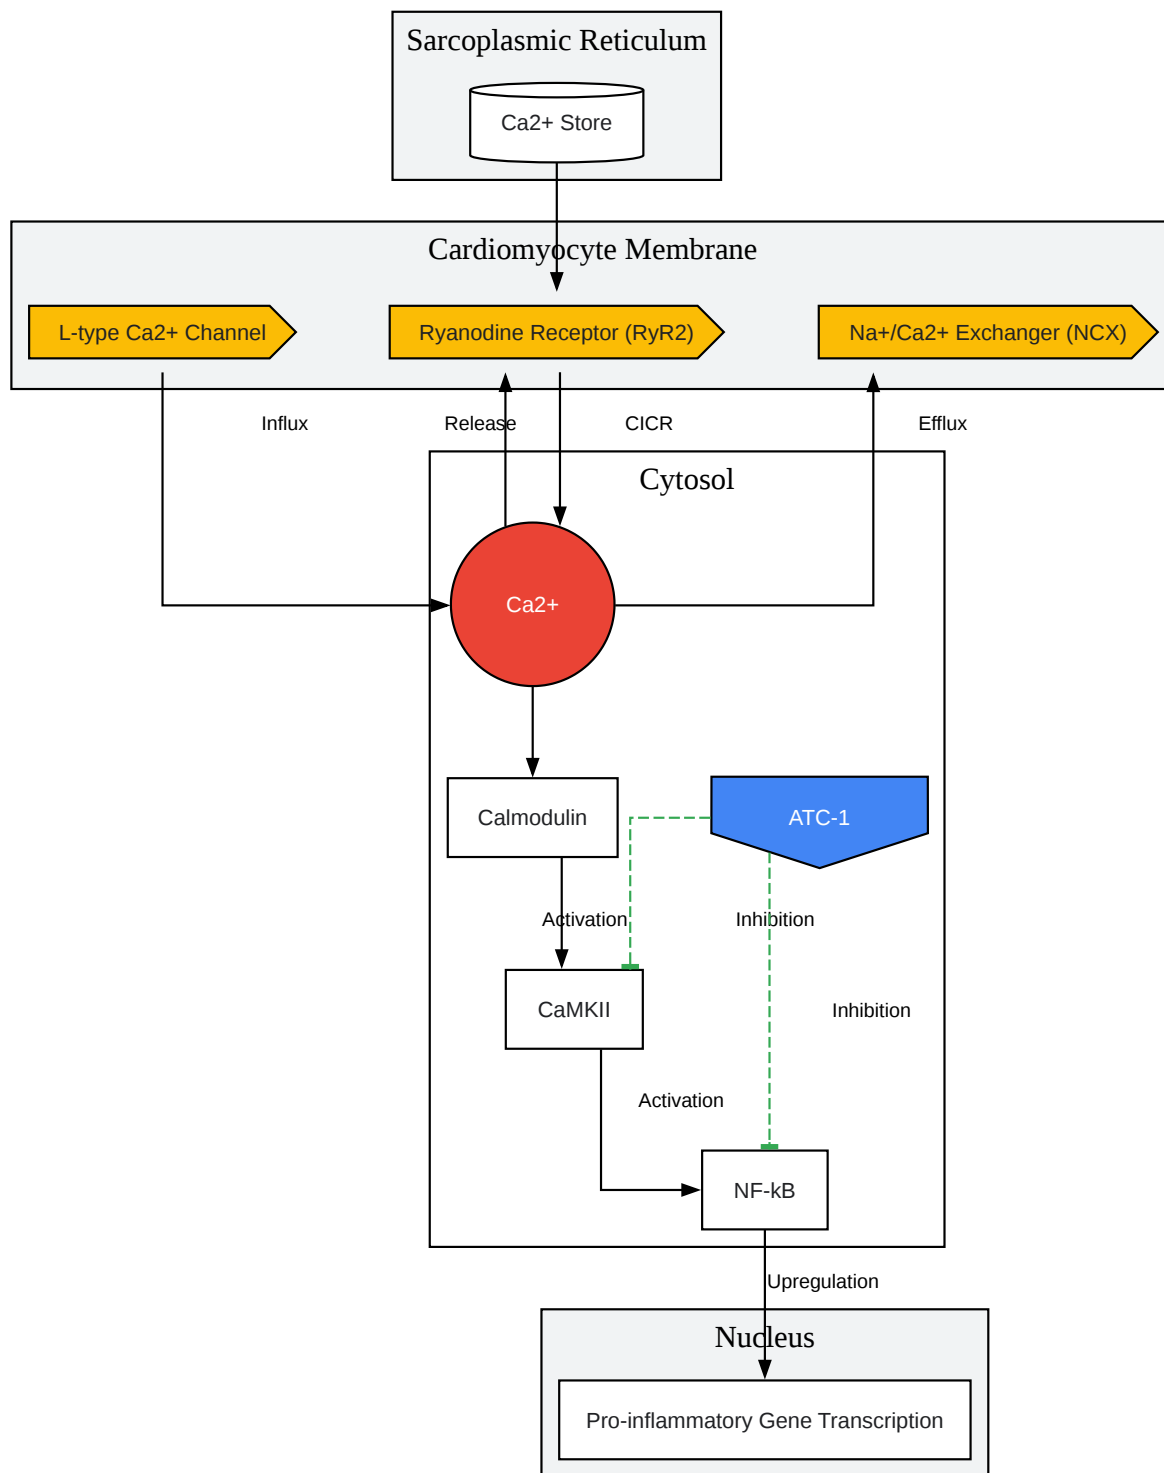 Sarcoplasmic Reticulum
Ca2+ Store
Cardiomyocyte Membrane
L-type Ca2+ Channel
Ryanodine Receptor (RyR2)
Na+/Ca2+ Exchanger (NCX)
Influx
Release
CICR
Efflux
Cytosol
Ca2+
Calmodulin
ATC-1
Activation
Inhibition
CaMKII
Inhibition
Activation
NF-kB
Upregulation
Nucleus
Pro-inflammatory Gene Transcription